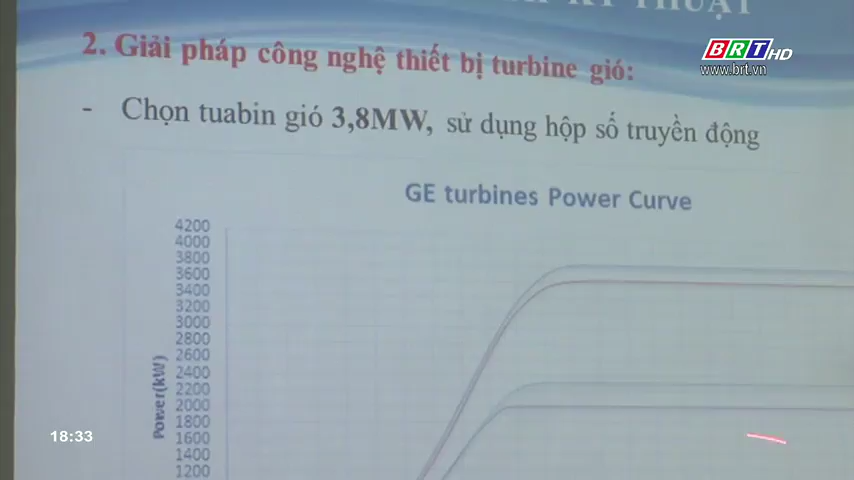 KỸ THUẬT
BRT HD
www.brt.vn
2. Giải pháp công nghệ thiết bị turbine gió:
- Chọn tuabin gió 3,8MW, sử dụng hộp số truyền động
GE turbines Power Curve
4200
4000
3800
3600
3400
3200
3000
2800
2600
2400
2200
2000
1800
1600
1400
1200
Power(kW)
18:33